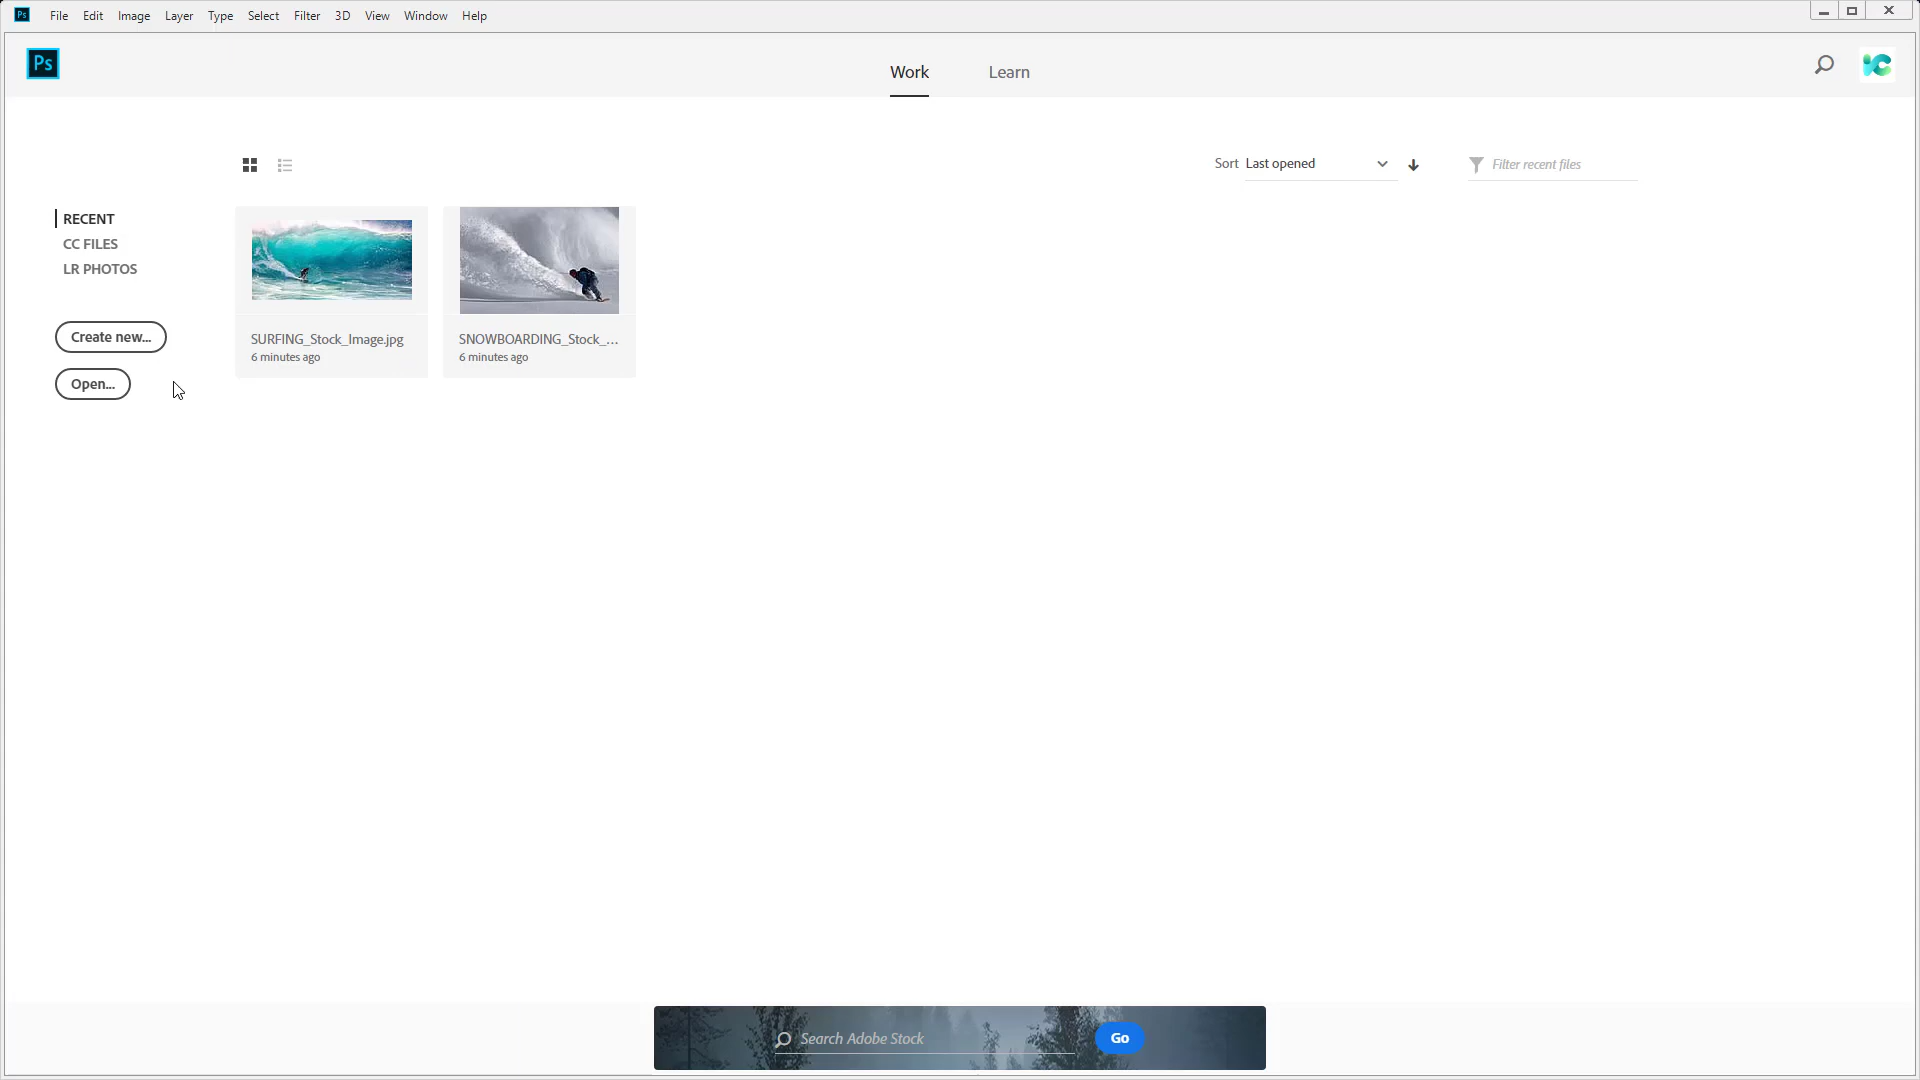 Ps File Edit Image Layer Type Select Filter 3D View Window Help
Ps
Work Learn
Sort Last opened
Filter recent files
RECENT
CC FILES
LR PHOTOS
Create new...
Open...
SURFING_Stock_Image.jpg
6 minutes ago
SNOWBOARDING_Stock_...
6 minutes ago
Search Adobe Stock
Go